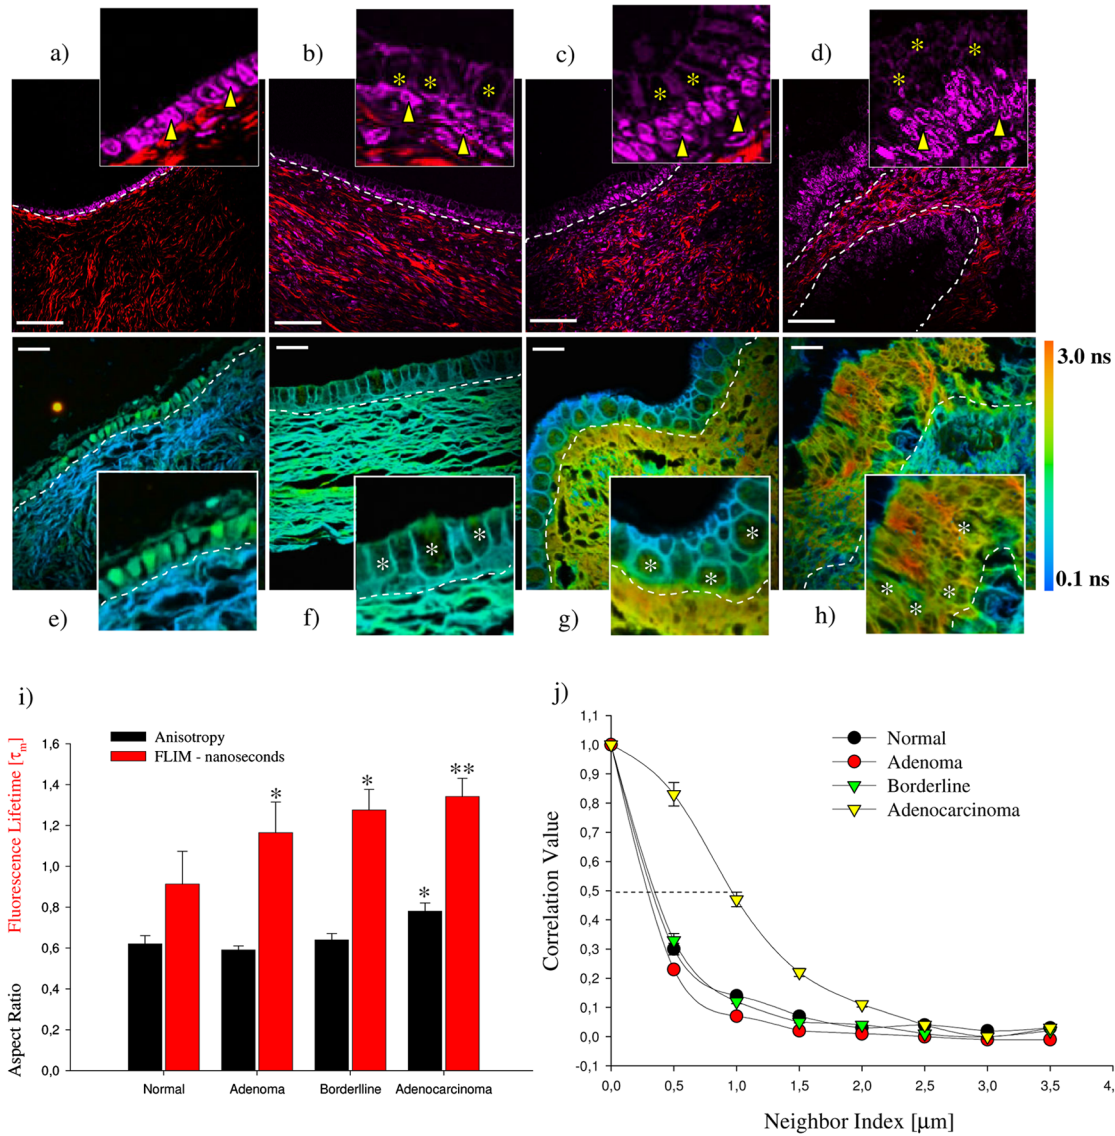 a)
b)
c)
d)
* *
* * *
* *
* * *
3.0 ns
0.1 ns
* * *
* *
* * * *
e)
f)
g)
h)
i)
Anisotropy
FLIM - nanoseconds
Fluorescence Lifetime [τm]
Aspect Ratio
1,6
1,4
1,2
1,0
0,8
0,6
0,4
0,2
0,0
*
*
**
*
Normal
Adenoma
Borderlline
Adenocarcinoma
j)
Normal
Adenoma
Borderline
Adenocarcinoma
Correlation Value
1,1
1,0
0,9
0,8
0,7
0,6
0,5
0,4
0,3
0,2
0,1
0,0
-0,1
0,0 0,5 1,0 1,5 2,0 2,5 3,0 3,5 4,
Neighbor Index [μm]